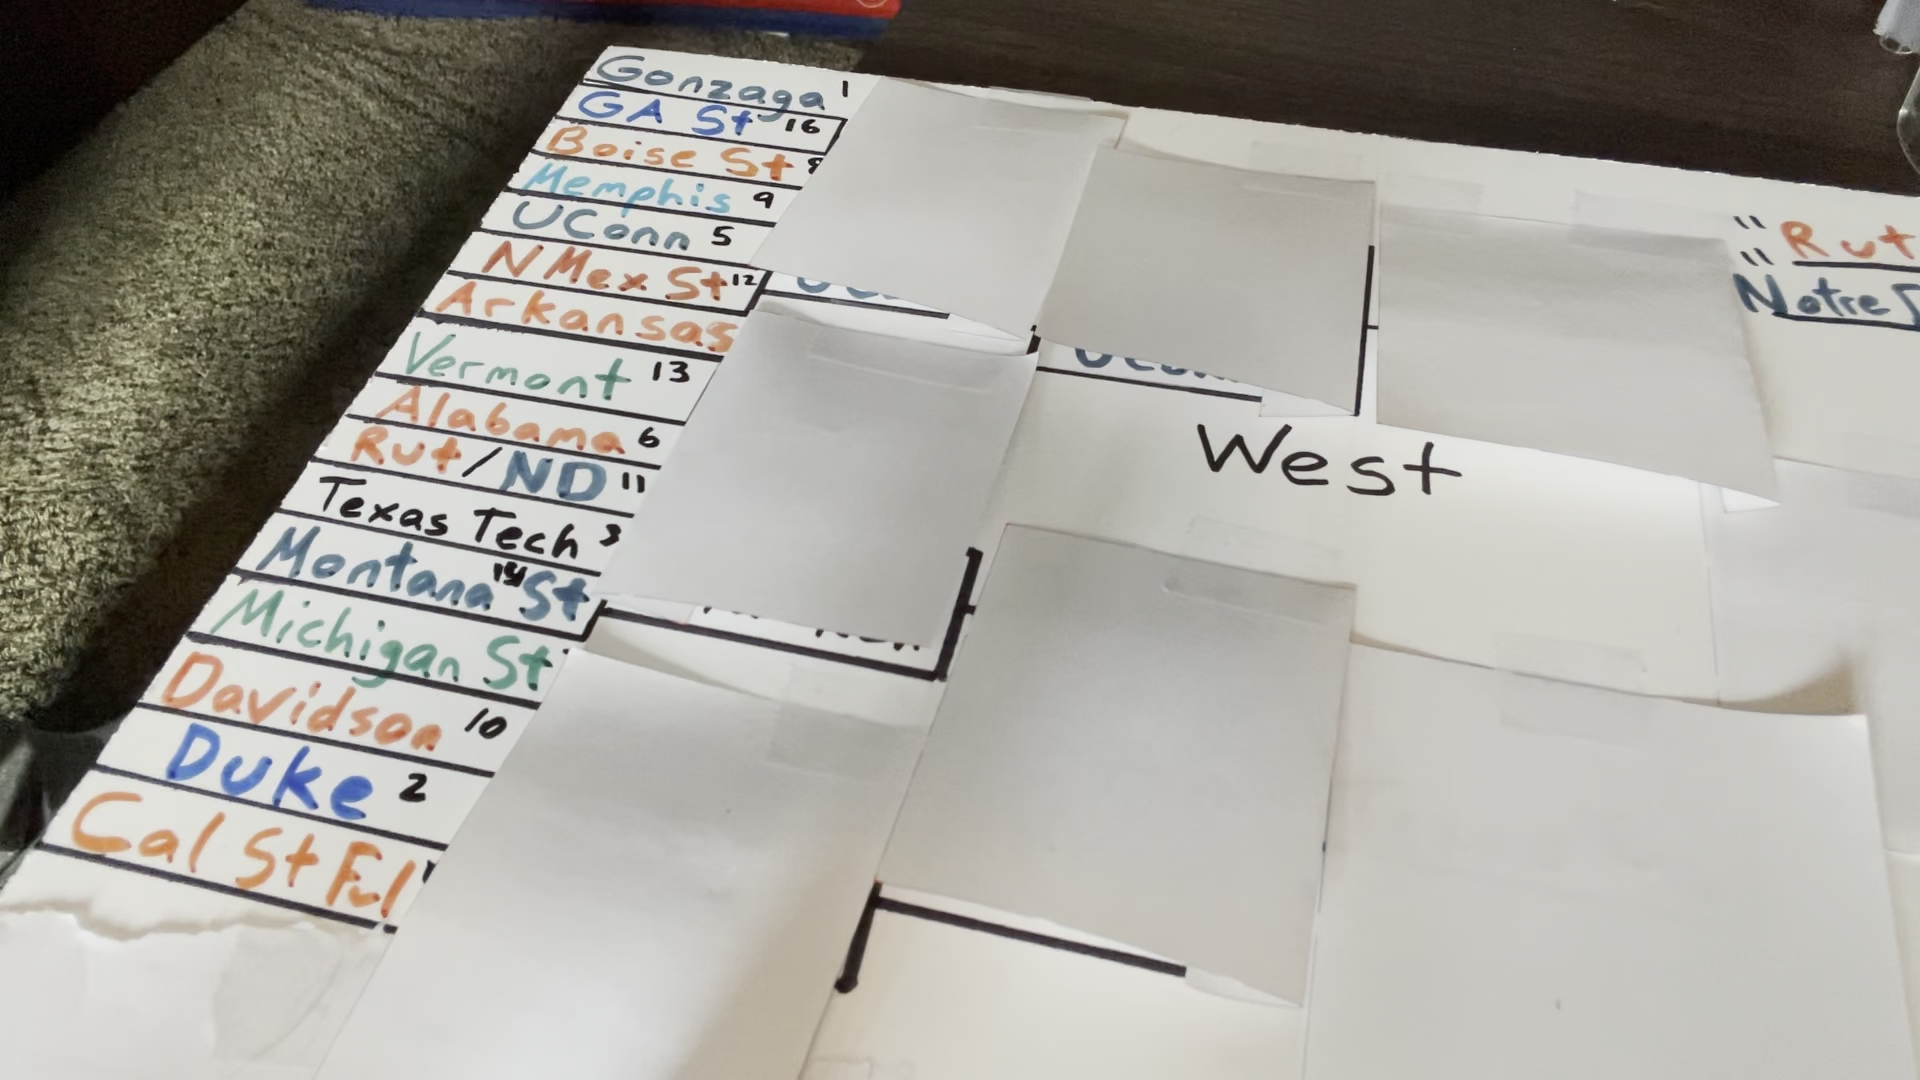 Gonzaga 1
GA St 16
Boise St 8
Memphis 9
UConn 5
N Mex St 12
Arkansas
Vermont 13
Alabama 6
Rut/ND 11
Texas Tech 3
Montana St 14
Michigan St
Davidson 10
Duke 2
Cal St Ful
UConn
West
" Rut
" Notre